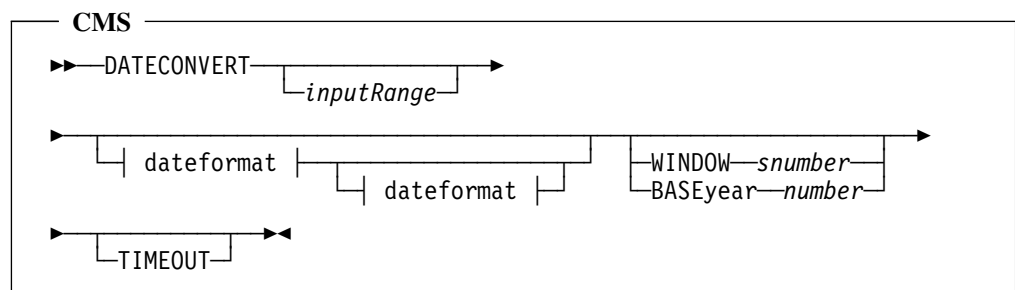 CMS
DATECONVERT
inputRange
dateformat WINDOW snumber
dateformat BASEyear number
TIMEOUT